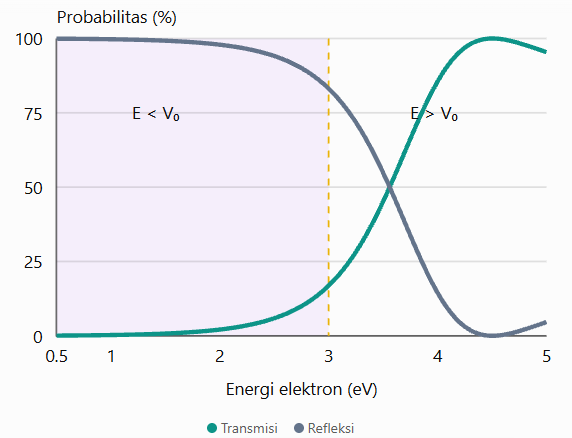 Probabilitas (%)
100
75
50
25
0
E < V₀
E > V₀
0.5 1 2 3 4 5
Energi elektron (eV)
Transmisi Refleksi